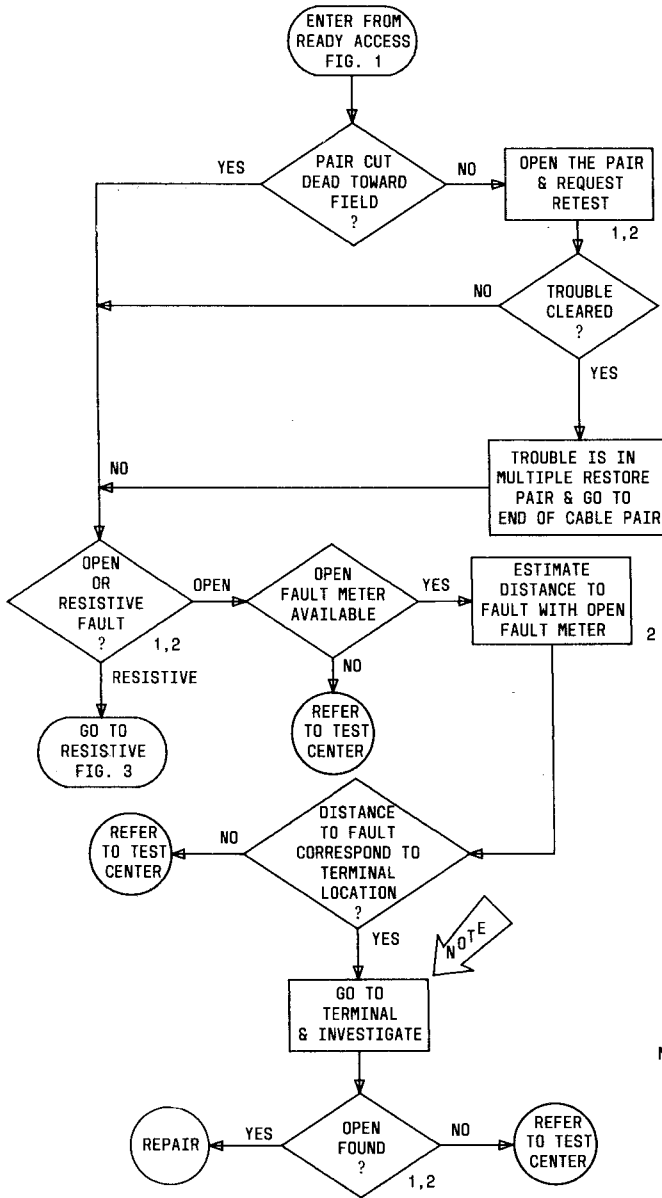 ENTER FROM
READY ACCESS
FIG. 1
YES
PAIR CUT
DEAD TOWARD
FIELD
?
NO
OPEN THE PAIR
& REQUEST
RETEST
1,2
NO
TROUBLE
CLEARED
?
YES
NO
TROUBLE IS IN
MULTIPLE RESTORE
PAIR & GO TO
END OF CABLE PAIR
OPEN
OR
RESISTIVE
FAULT
?
1,2
OPEN
OPEN
FAULT METER
AVAILABLE
YES
ESTIMATE
DISTANCE TO
FAULT WITH OPEN
FAULT METER
2
RESISTIVE
NO
GO TO
RESISTIVE
FIG. 3
REFER
TO TEST
CENTER
REFER
TO TEST
CENTER
NO
DISTANCE
TO FAULT
CORRESPOND TO
TERMINAL
LOCATION
?
YES
NOTE
GO TO
TERMINAL
& INVESTIGATE
REPAIR
YES
OPEN
FOUND
?
1,2
NO
REFER
TO TEST
CENTER